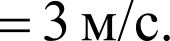 = 3 м/с.